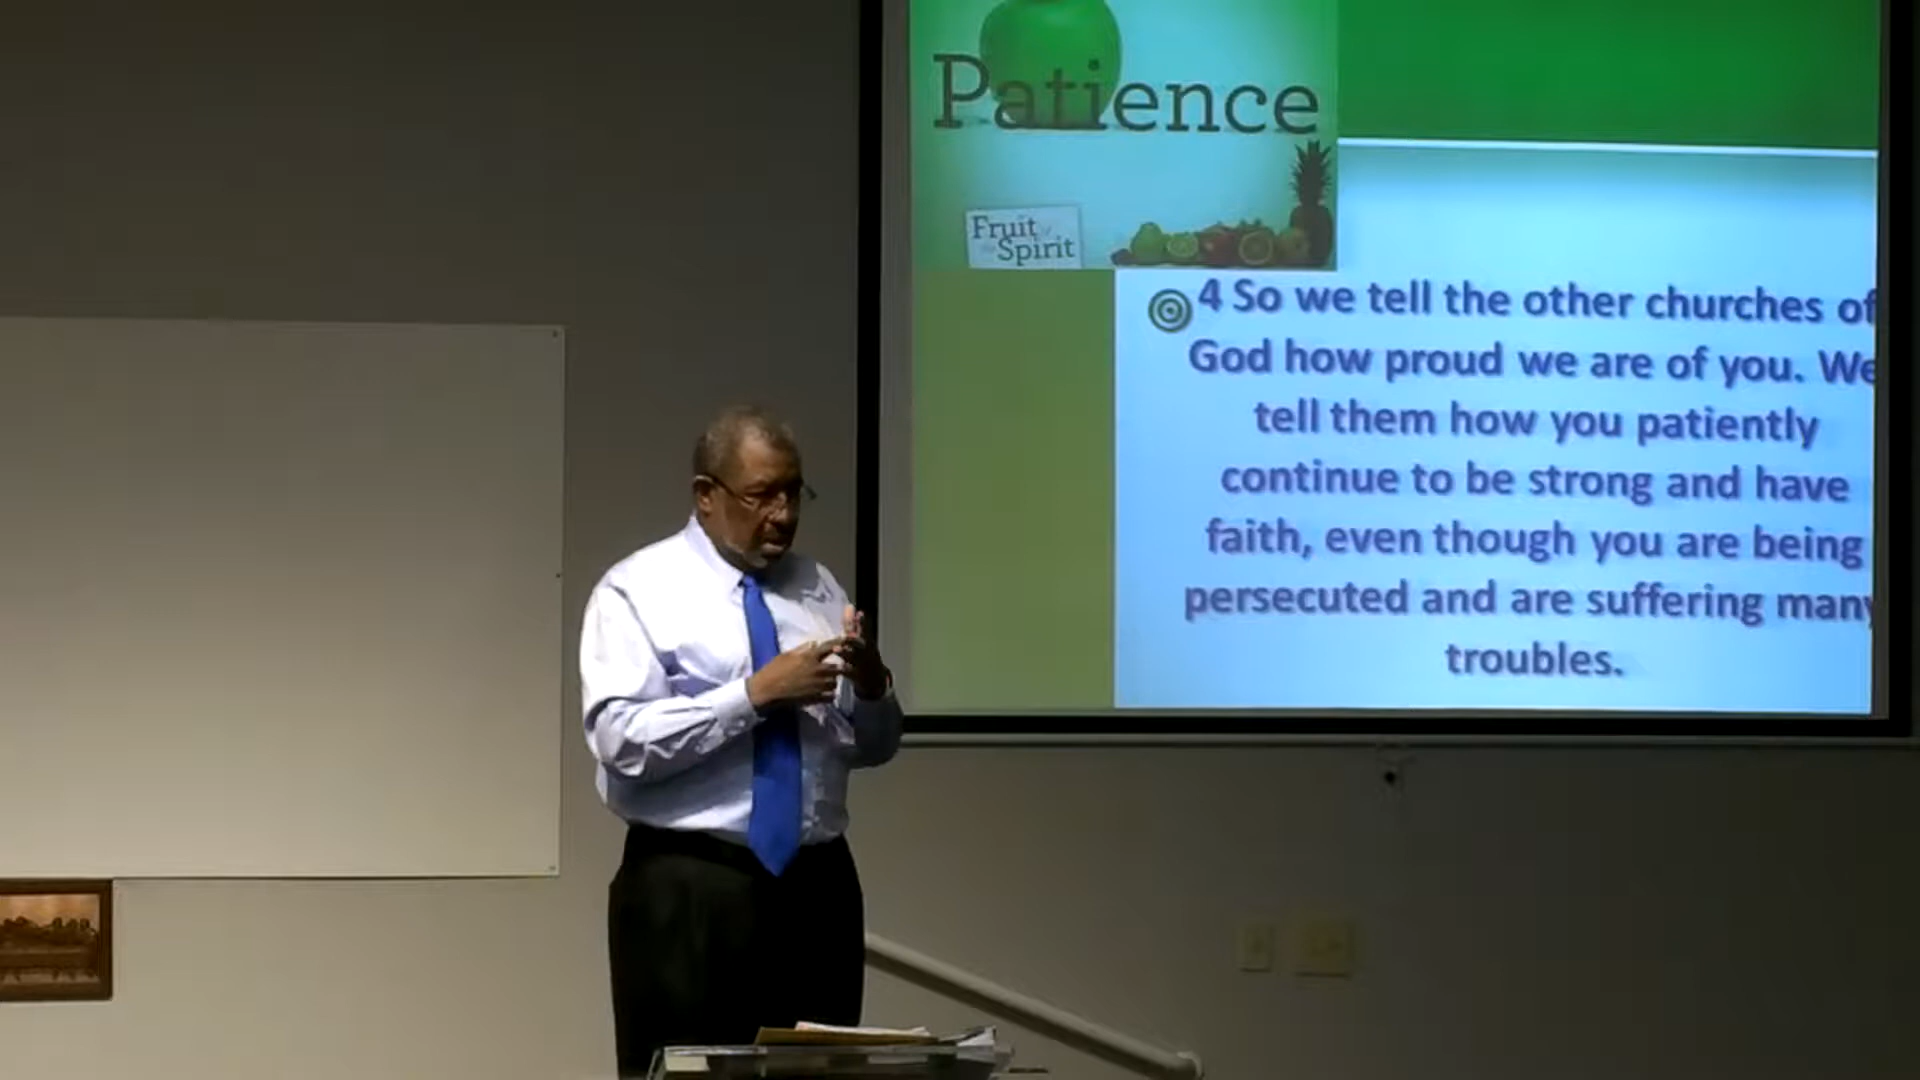 Patience
Fruit
Spirit
4 So we tell the other churches of
God how proud we are of you. We
tell them how you patiently
continue to be strong and have
faith, even though you are being
persecuted and are suffering many
troubles.